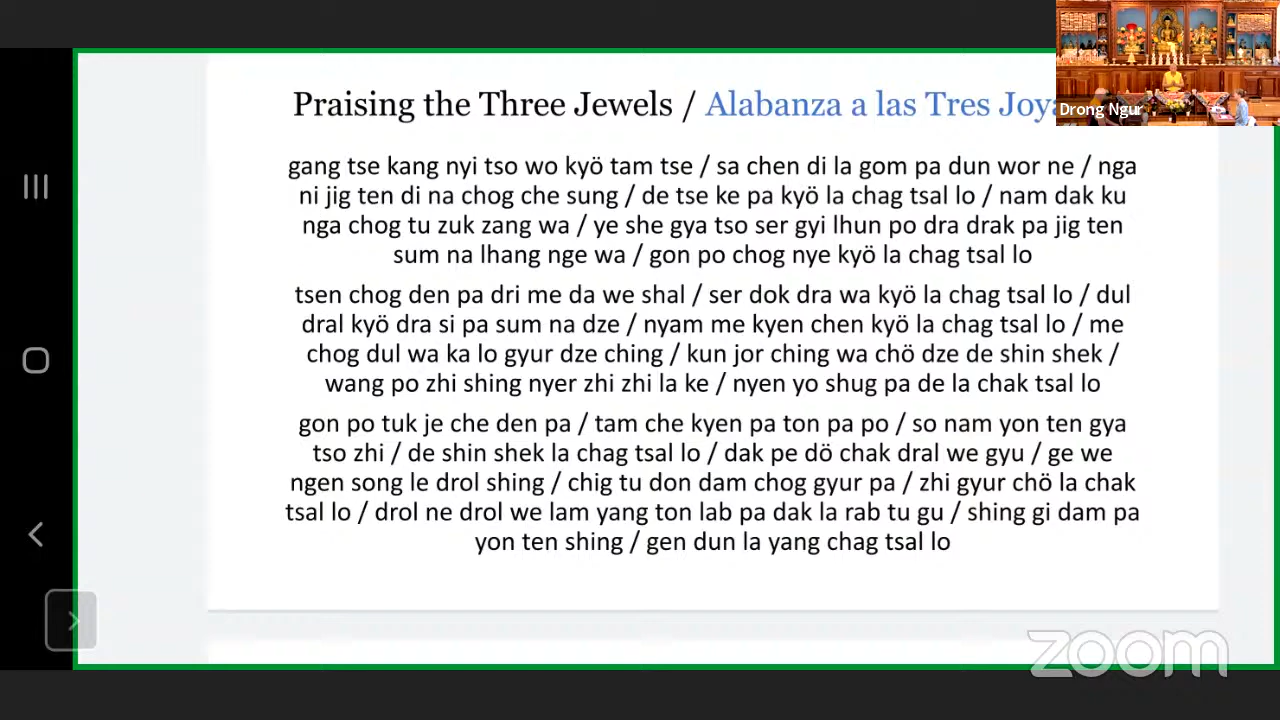 Praising the Three Jewels / Alabanza a las Tres Joya
Drong Ngur
gang tse kang nyi tso wo kyö tam tse / sa chen di la gom pa dun wor ne / nga
ni jig ten di na chog che sung / de tse ke pa kyö la chag tsal lo / nam dak ku
nga chog tu zuk zang wa / ye she gya tso ser gyi lhun po dra drak pa jig ten
sum na lhang nge wa / gon po chog nye kyö la chag tsal lo
tsen chog den pa dri me da we shal / ser dok dra wa kyö la chag tsal lo / dul
dral kyö dra si pa sum na dze / nyam me kyen chen kyö la chag tsal lo / me
chog dul wa ka lo gyur dze ching / kun jor ching wa chö dze de shin shek /
wang po zhi shing nyer zhi zhi la ke / nyen yo shug pa de la chak tsal lo
gon po tuk je che den pa / tam che kyen pa ton pa po / so nam yon ten gya
tso zhi / de shin shek la chag tsal lo / dak pe dö chak dral we gyu / ge we
ngen song le drol shing / chig tu don dam chog gyur pa / zhi gyur chö la chak
tsal lo / drol ne drol we lam yang ton lab pa dak la rab tu gu / shing gi dam pa
yon ten shing / gen dun la yang chag tsal lo
zoom